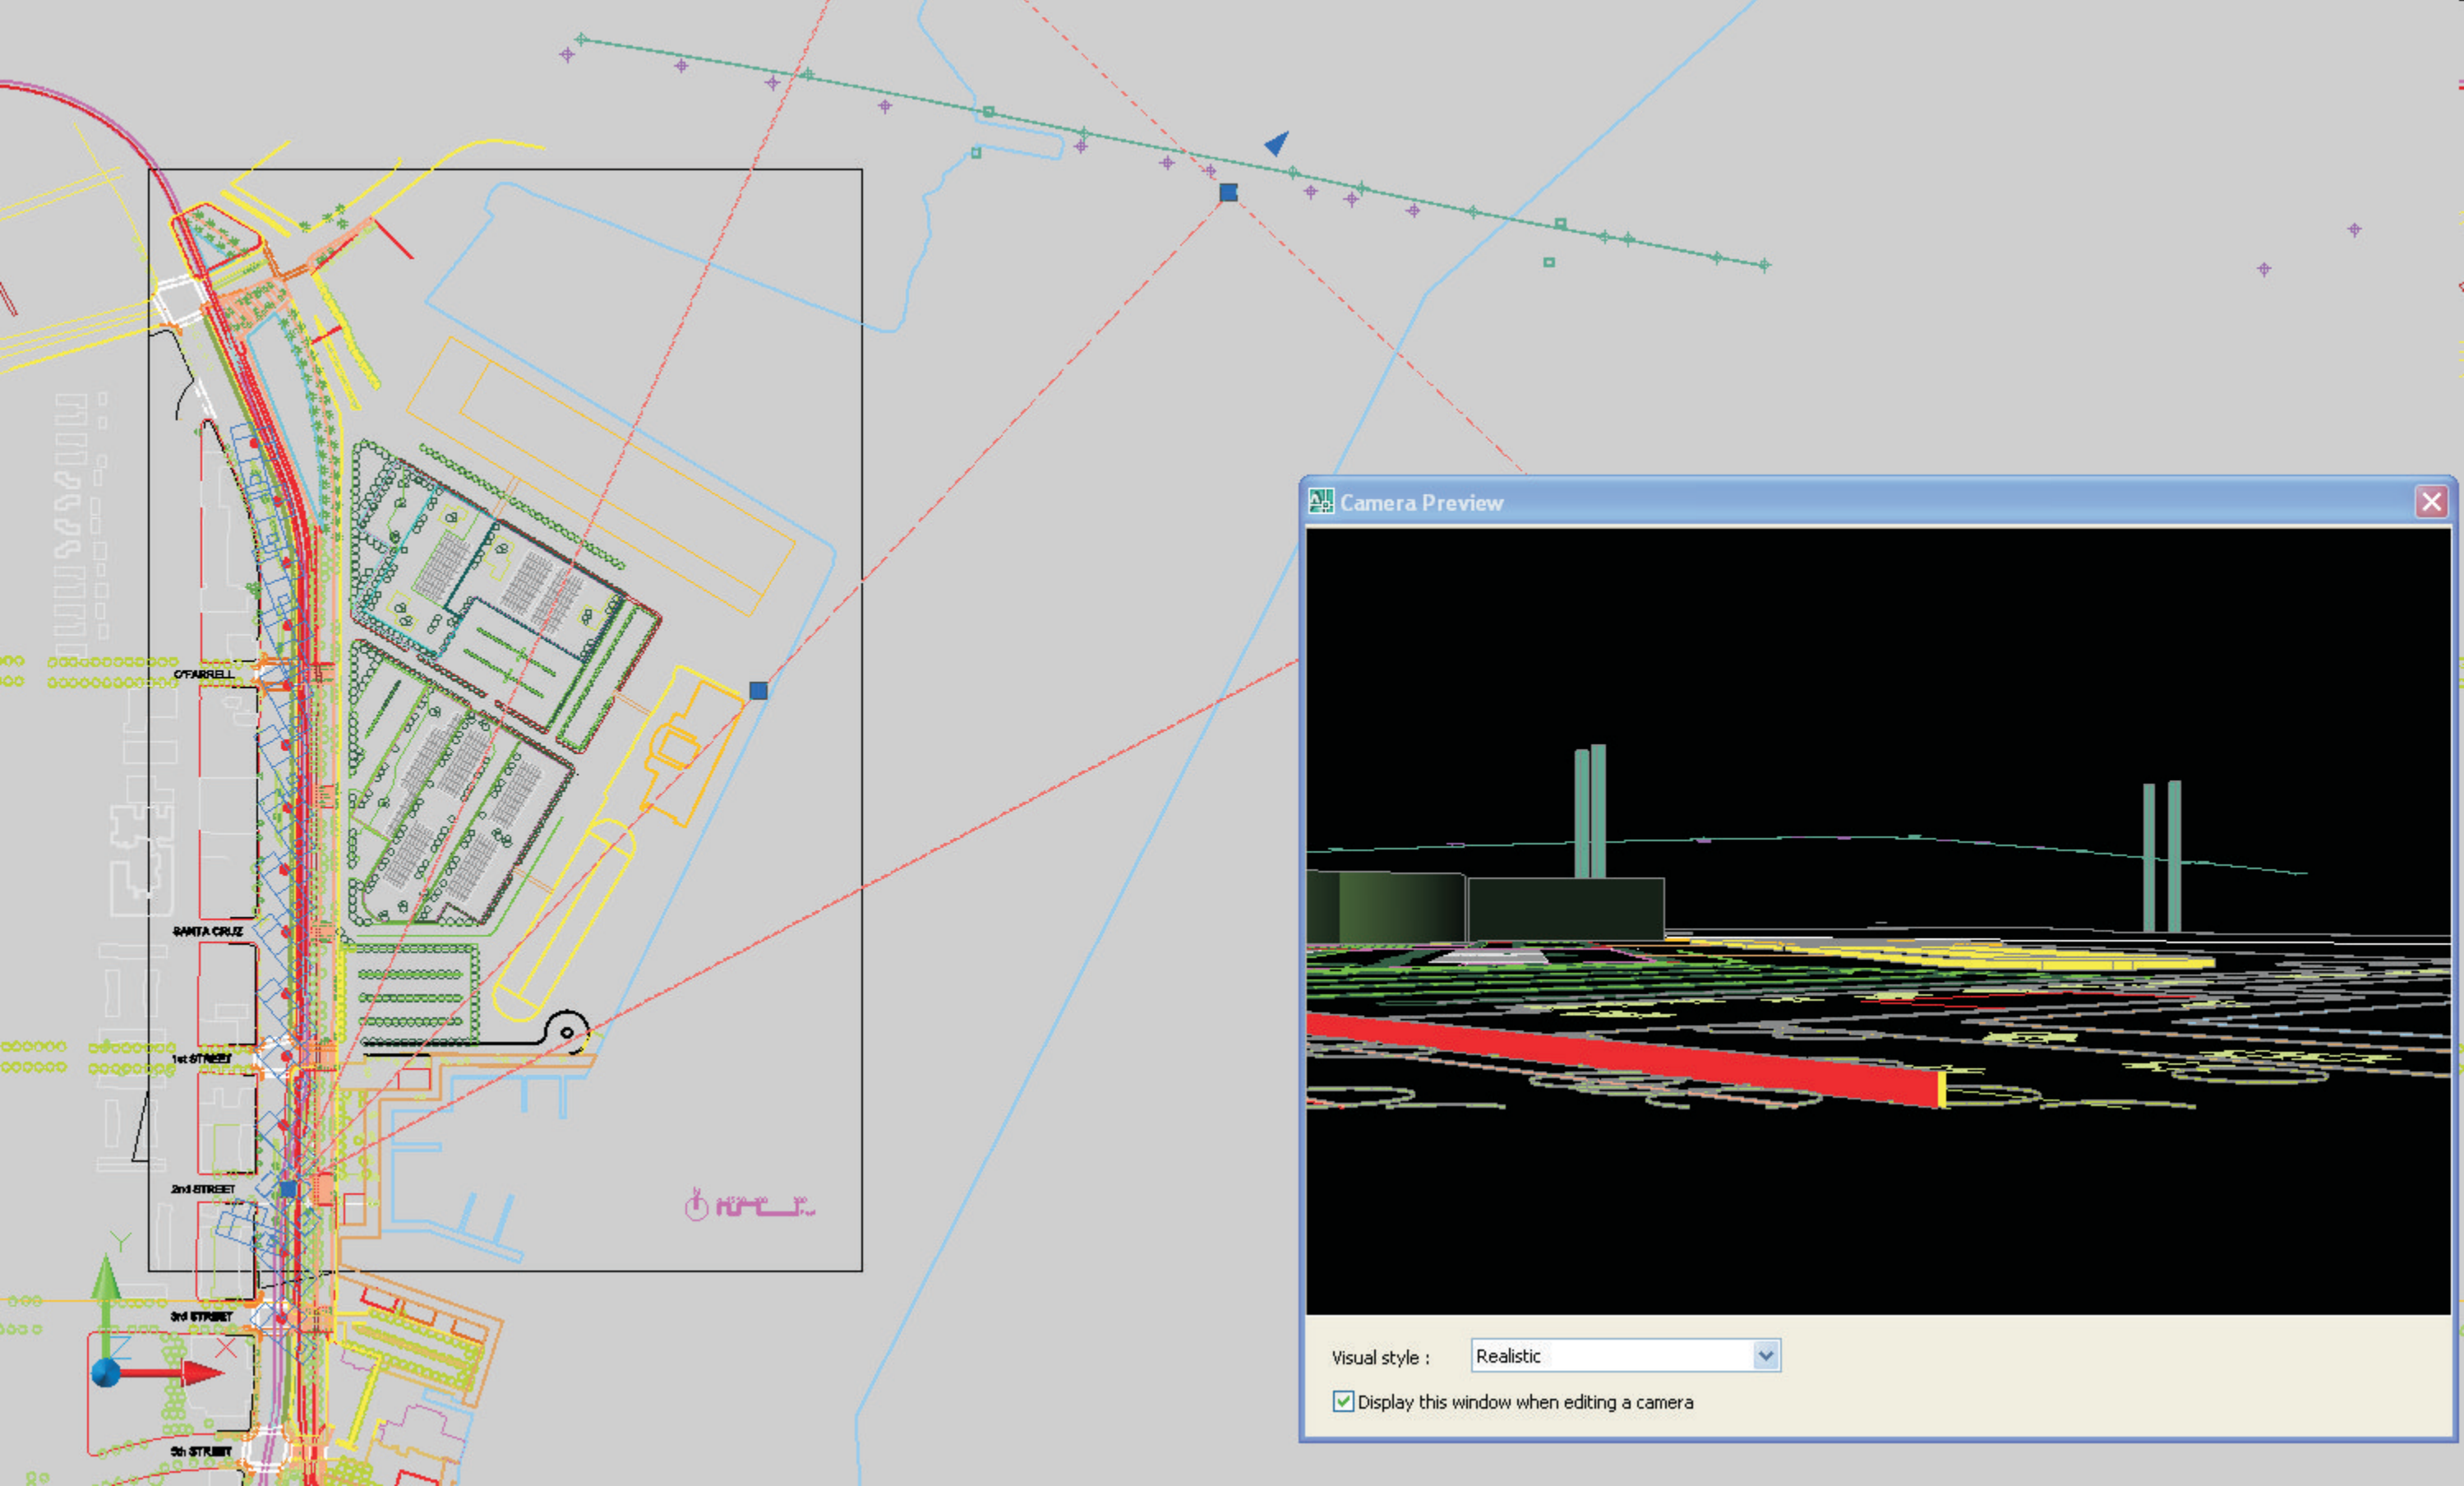 Camera Preview
O'FARRELL
SANTA CRUZ
1st STREET
2nd STREET
3rd STREET
5th STREET
Y
Z
X
N
Visual style :
Realistic
Display this window when editing a camera